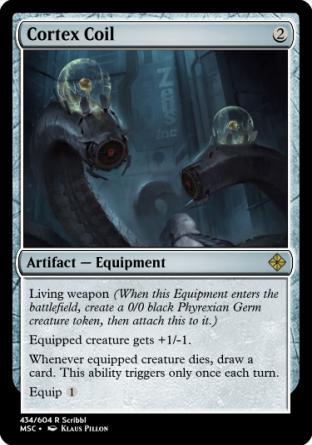 Cortex Coil 2
Artifact — Equipment
Living weapon (When this Equipment enters the
battlefield, create a 0/0 black Phyrexian Germ
creature token, then attach this to it.)
Equipped creature gets +1/-1.
Whenever equipped creature dies, draw a
card. This ability triggers only once each turn.
Equip 1
434/604 R Scribbl
MSC • Klaus Pillon